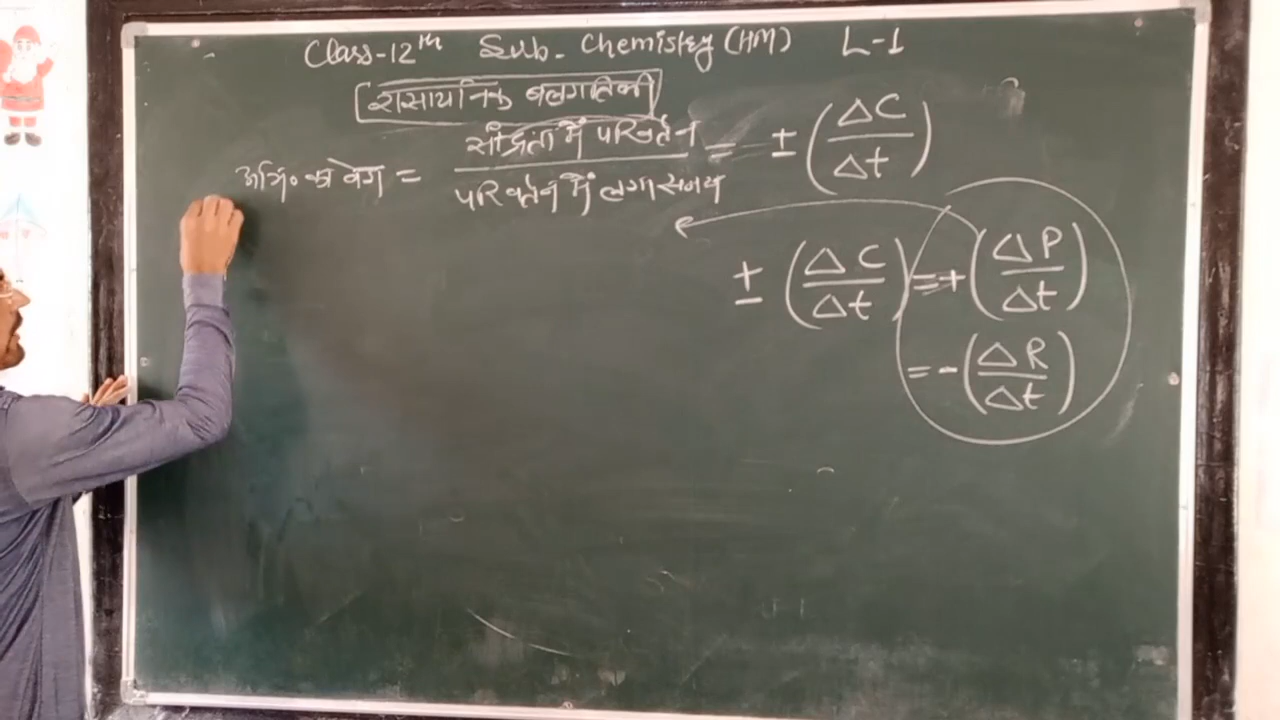 Class-12th Sub- Chemistry (HM) L-1
रासायनिक बलगतिकी
अभि० का वेग = सांद्रता में परिवर्तन / परिवर्तन में लगा समय = ± (ΔC/Δt)
± (ΔC/Δt) = + (ΔP/Δt)
= - (ΔR/Δt)